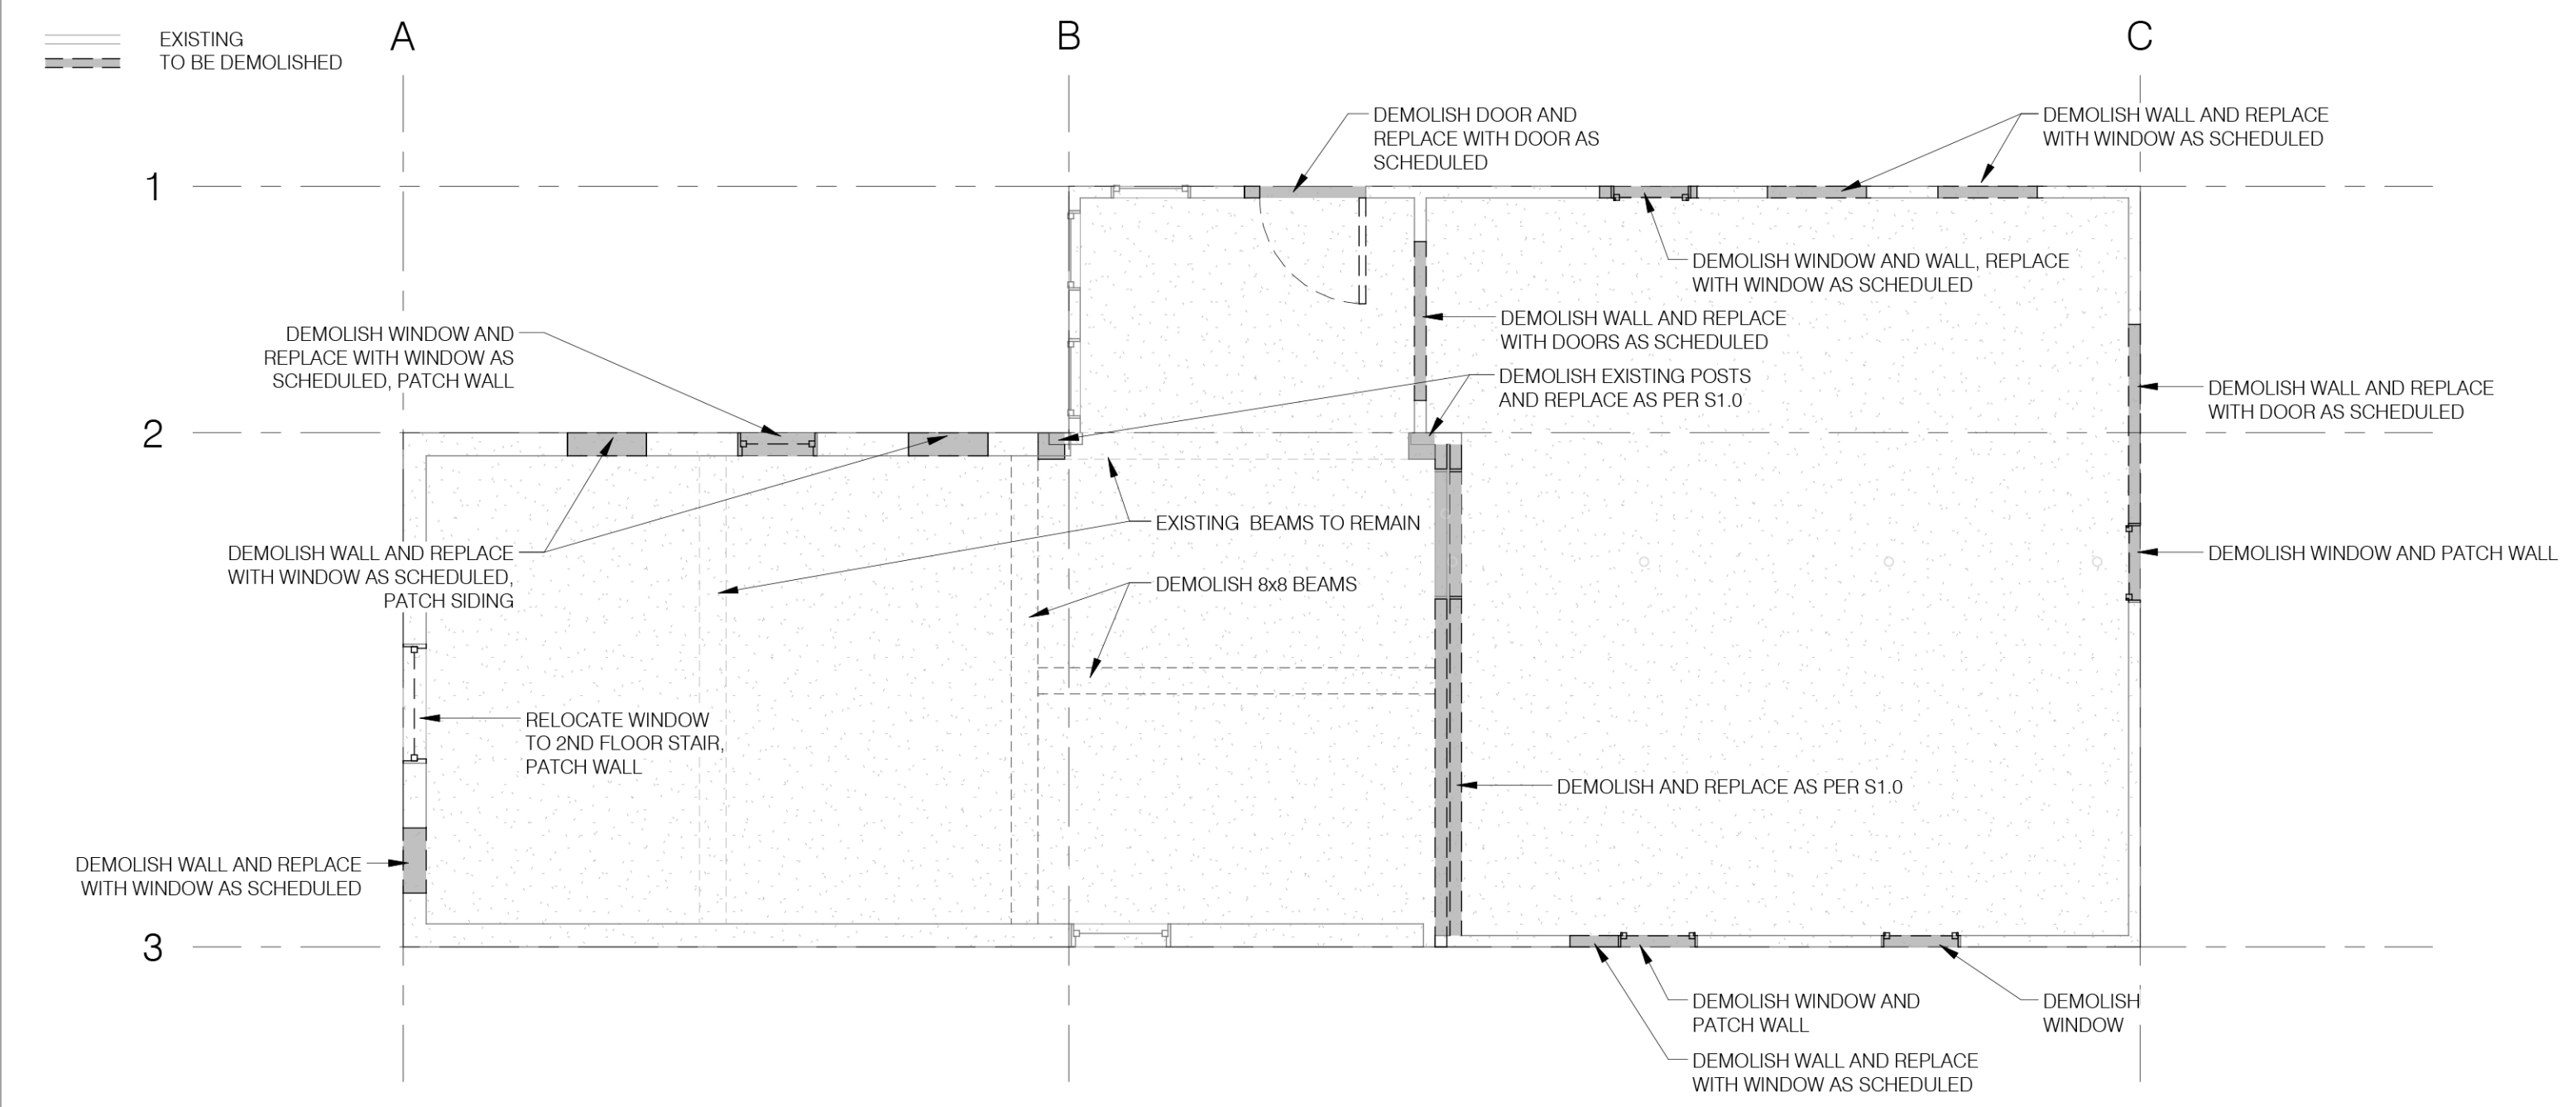 EXISTING
TO BE DEMOLISHED
A
B
C
1
2
3
DEMOLISH DOOR AND
REPLACE WITH DOOR AS
SCHEDULED
DEMOLISH WALL AND REPLACE
WITH WINDOW AS SCHEDULED
DEMOLISH WINDOW AND WALL, REPLACE
WITH WINDOW AS SCHEDULED
DEMOLISH WALL AND REPLACE
WITH DOORS AS SCHEDULED
DEMOLISH WINDOW AND
REPLACE WITH WINDOW AS
SCHEDULED, PATCH WALL
DEMOLISH EXISTING POSTS
AND REPLACE AS PER S1.0
DEMOLISH WALL AND REPLACE
WITH DOOR AS SCHEDULED
EXISTING BEAMS TO REMAIN
DEMOLISH WALL AND REPLACE
WITH WINDOW AS SCHEDULED,
PATCH SIDING
DEMOLISH 8x8 BEAMS
DEMOLISH WINDOW AND PATCH WALL
RELOCATE WINDOW
TO 2ND FLOOR STAIR,
PATCH WALL
DEMOLISH AND REPLACE AS PER S1.0
DEMOLISH WALL AND REPLACE
WITH WINDOW AS SCHEDULED
DEMOLISH WINDOW AND
PATCH WALL
DEMOLISH
WINDOW
DEMOLISH WALL AND REPLACE
WITH WINDOW AS SCHEDULED